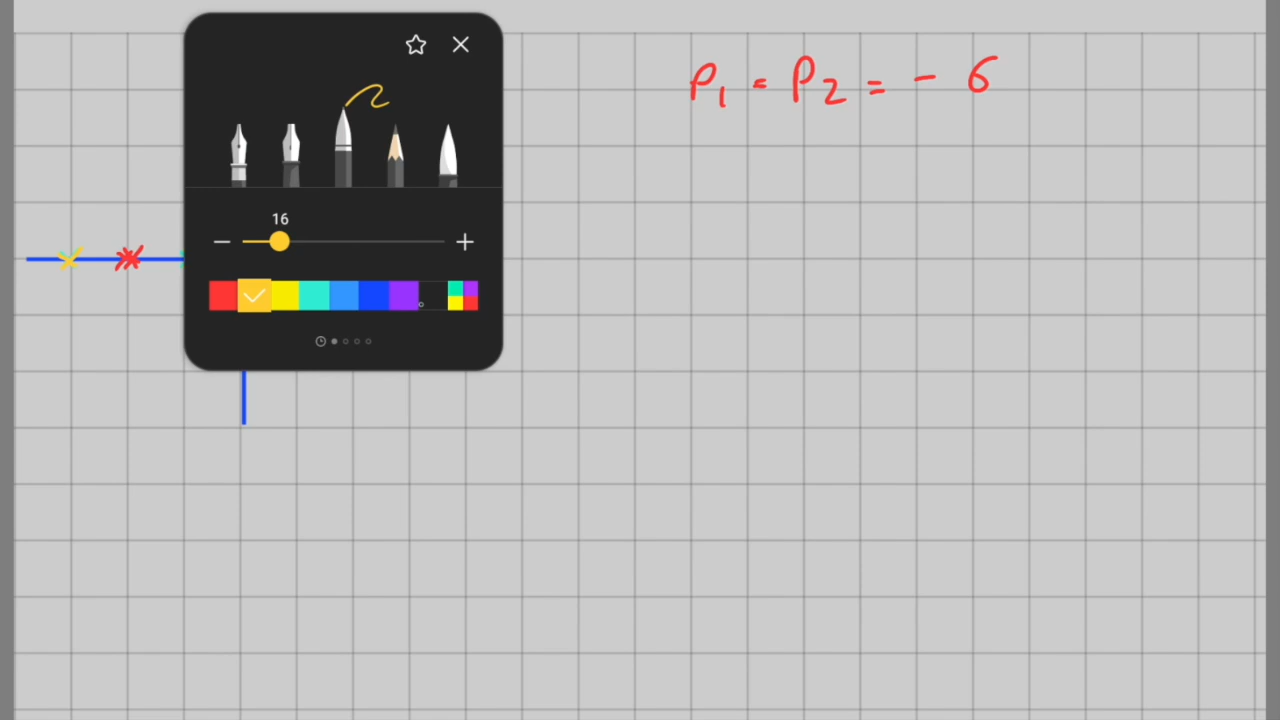 P₁ = P₂ = - 6
16